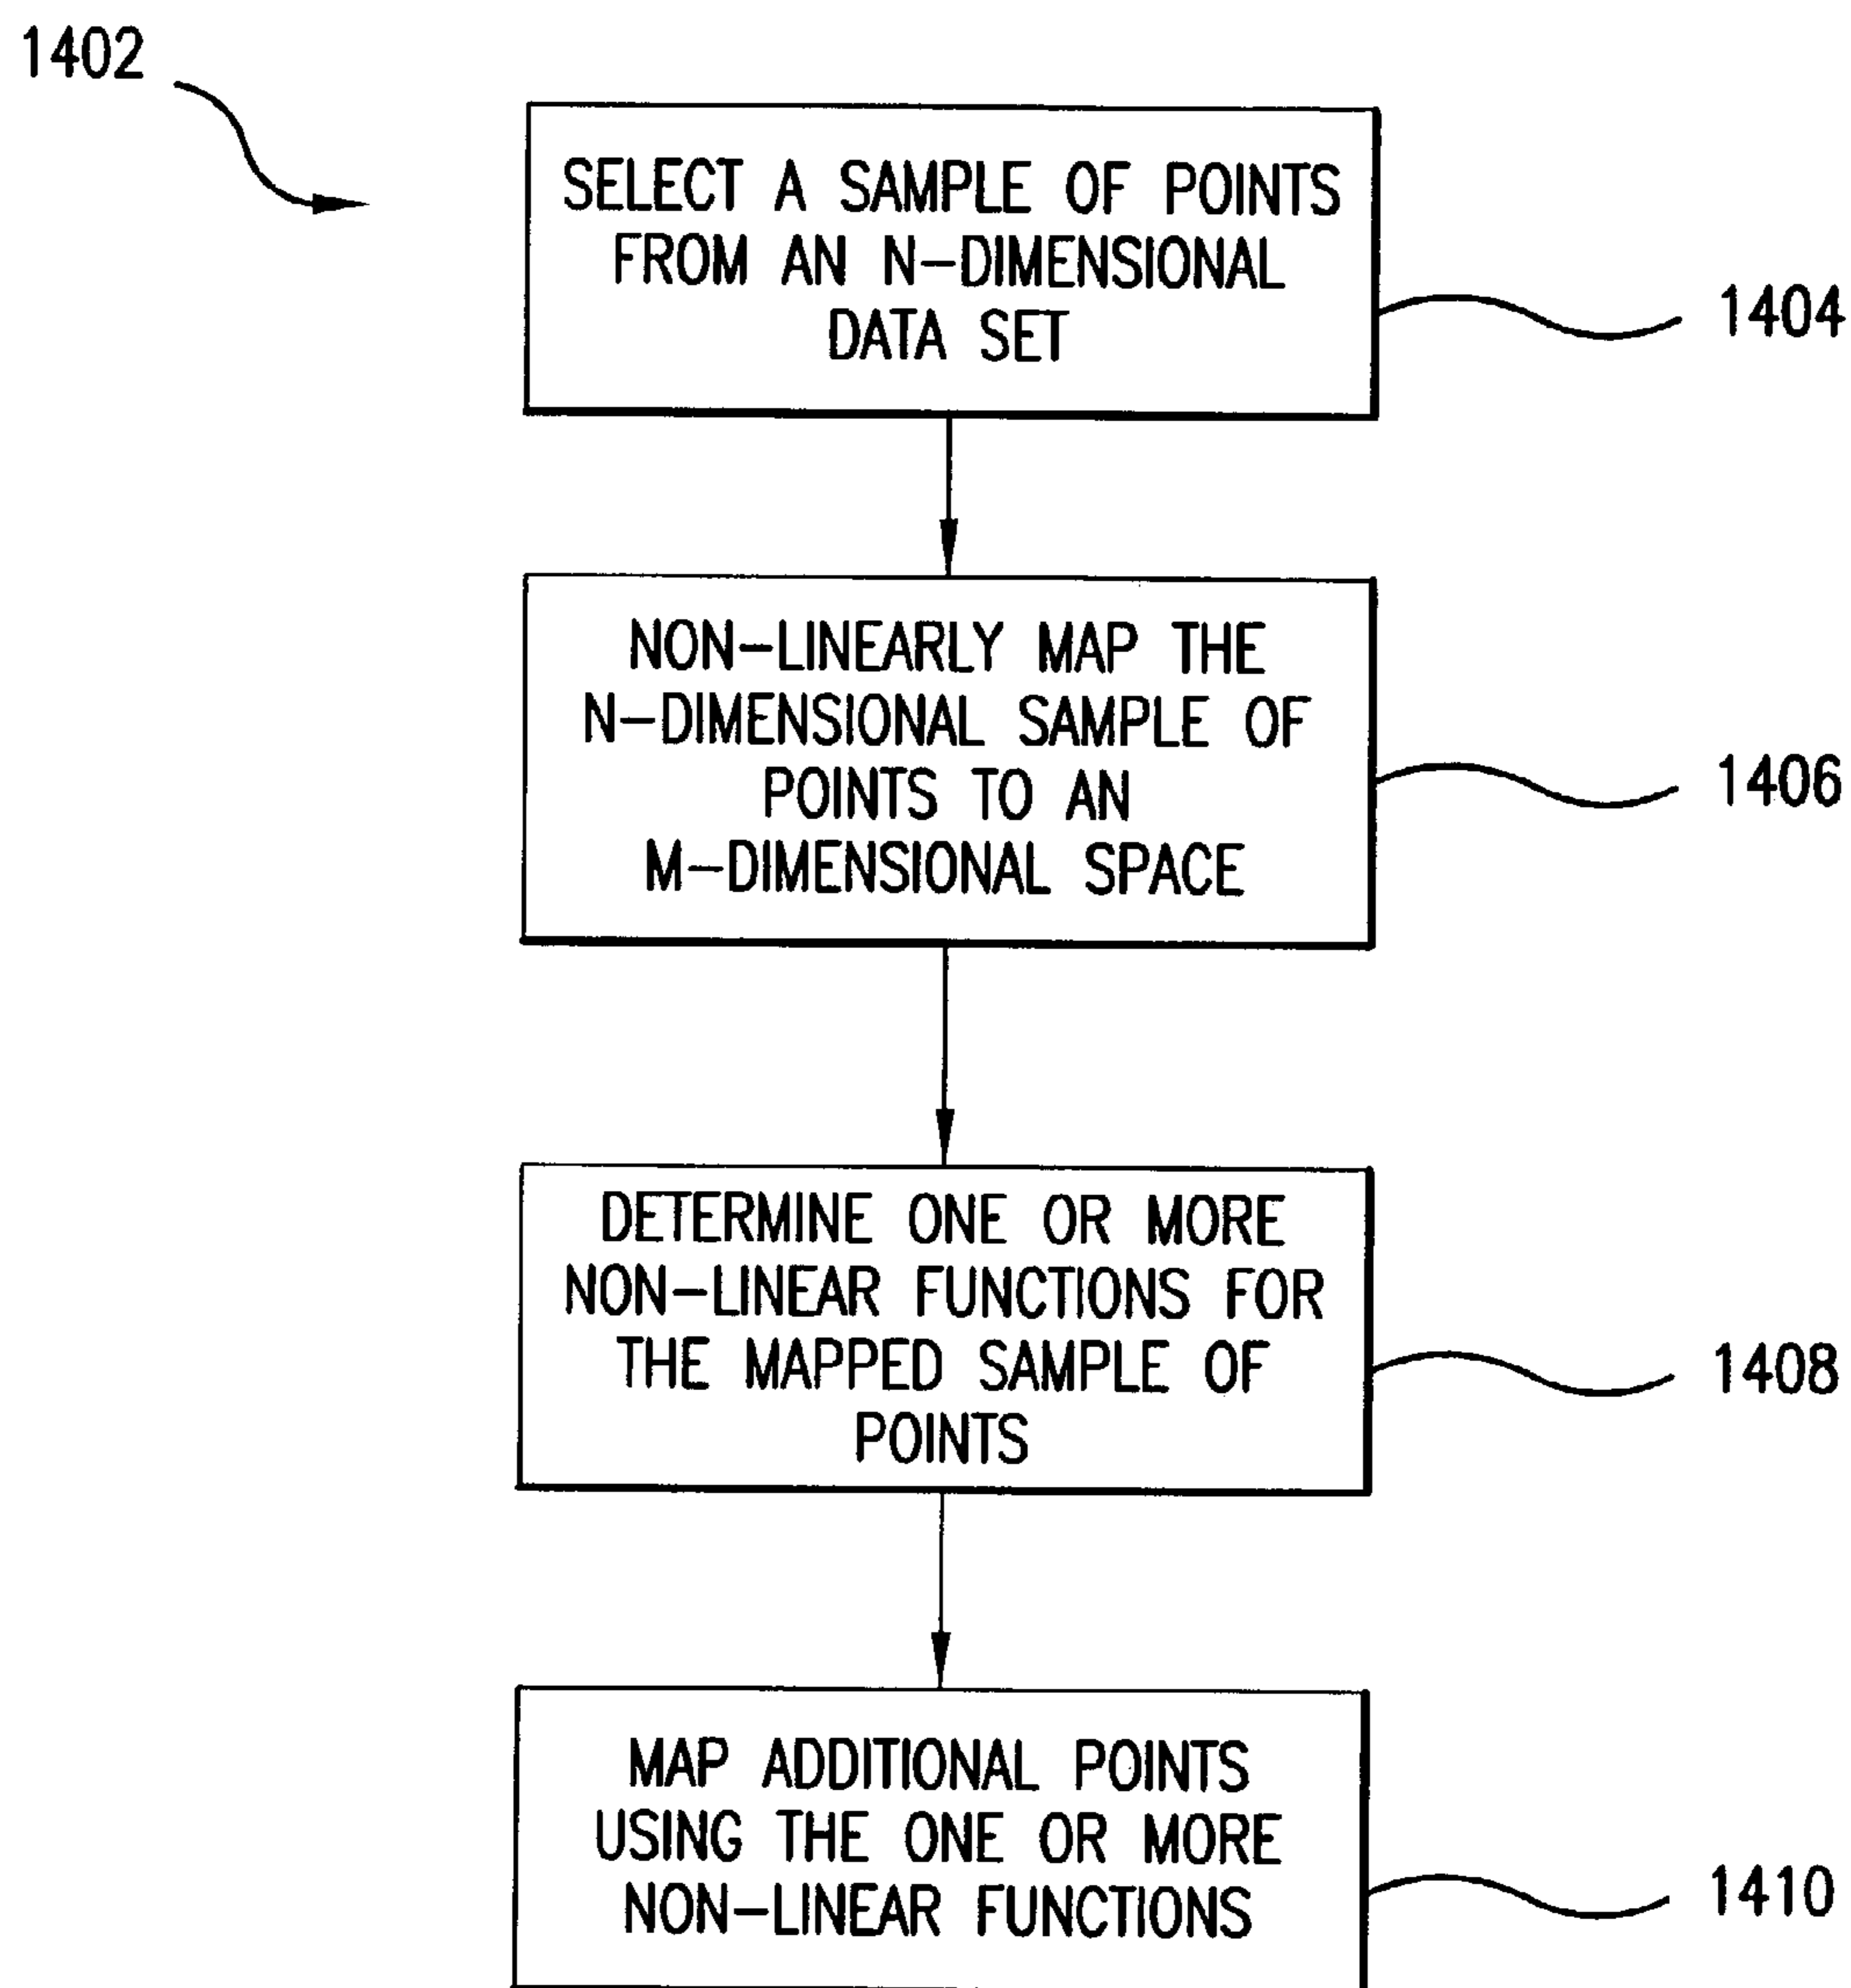 1402
SELECT A SAMPLE OF POINTS
FROM AN N-DIMENSIONAL
DATA SET
1404
NON-LINEARLY MAP THE
N-DIMENSIONAL SAMPLE OF
POINTS TO AN
M-DIMENSIONAL SPACE
1406
DETERMINE ONE OR MORE
NON-LINEAR FUNCTIONS FOR
THE MAPPED SAMPLE OF
POINTS
1408
MAP ADDITIONAL POINTS
USING THE ONE OR MORE
NON-LINEAR FUNCTIONS
1410